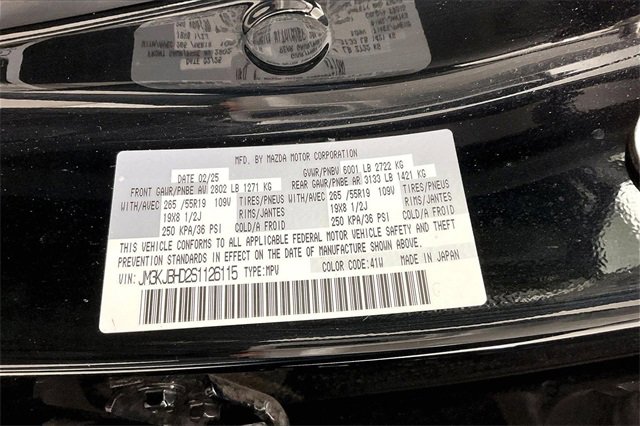 MFD. BY MAZDA MOTOR CORPORATION
DATE 02/25 GVWR/PNBV 6001 LB 2722 KG
FRONT GAWR/PNBE AV 2802 LB 1271 KG REAR GAWR/PNBE AR 3133 LB 1421 KG
WITH/AVEC 265 /55R19 109V TIRES/PNEUS WITH/AVEC 265 /55R19 109V TIRES/PNEUS
19X8 1/2J RIMS/JANTES 19X8 1/2J RIMS/JANTES
250 KPA/36 PSI COLD/A FROID 250 KPA/36 PSI COLD/A FROID
THIS VEHICLE CONFORMS TO ALL APPLICABLE FEDERAL MOTOR VEHICLE SAFETY AND THEFT
PREVENTION STANDARDS IN EFFECT ON THE DATE OF MANUFACTURE SHOWN ABOVE.
VIN: JM3KJBHD2S1126115 TYPE: MPV COLOR CODE: 41W MADE IN JAPAN